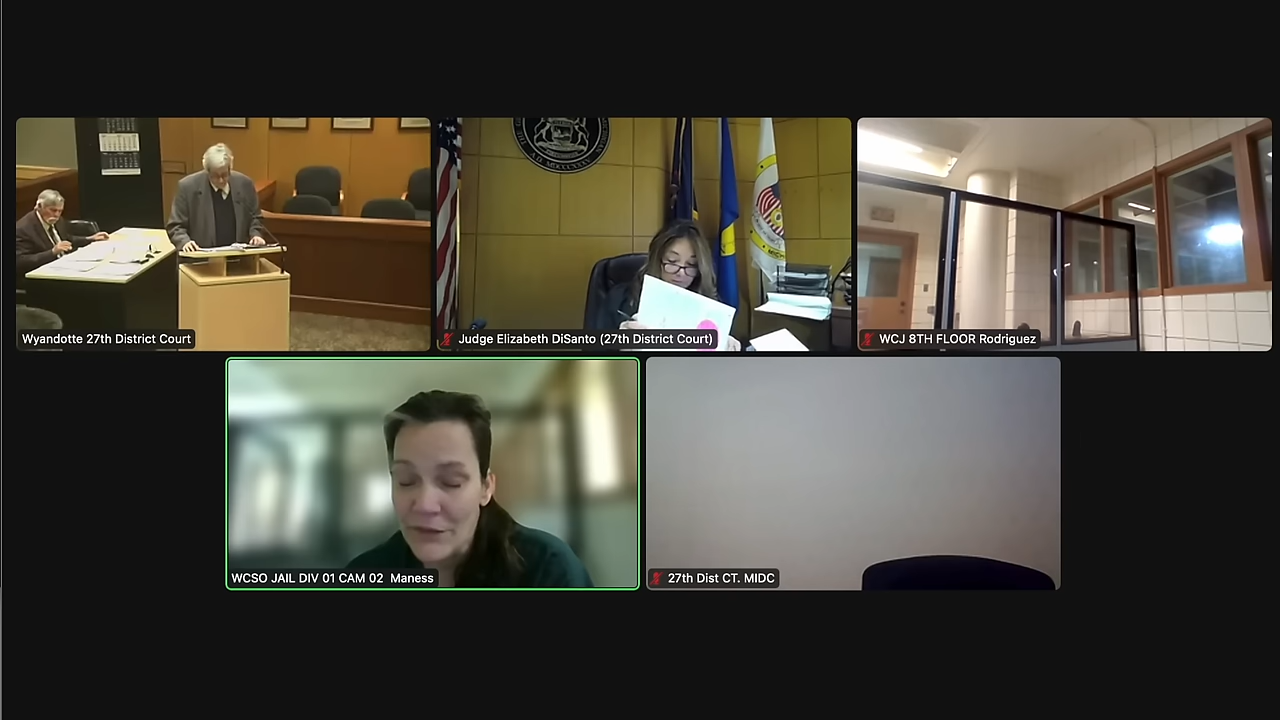 A.D. MDCCCXXXV
Wyandotte 27th District Court
Judge Elizabeth DiSanto (27th District Court)
WCJ 8TH FLOOR Rodriguez
WCSO JAIL DIV 01 CAM 02 Maness
27th Dist CT. MIDC